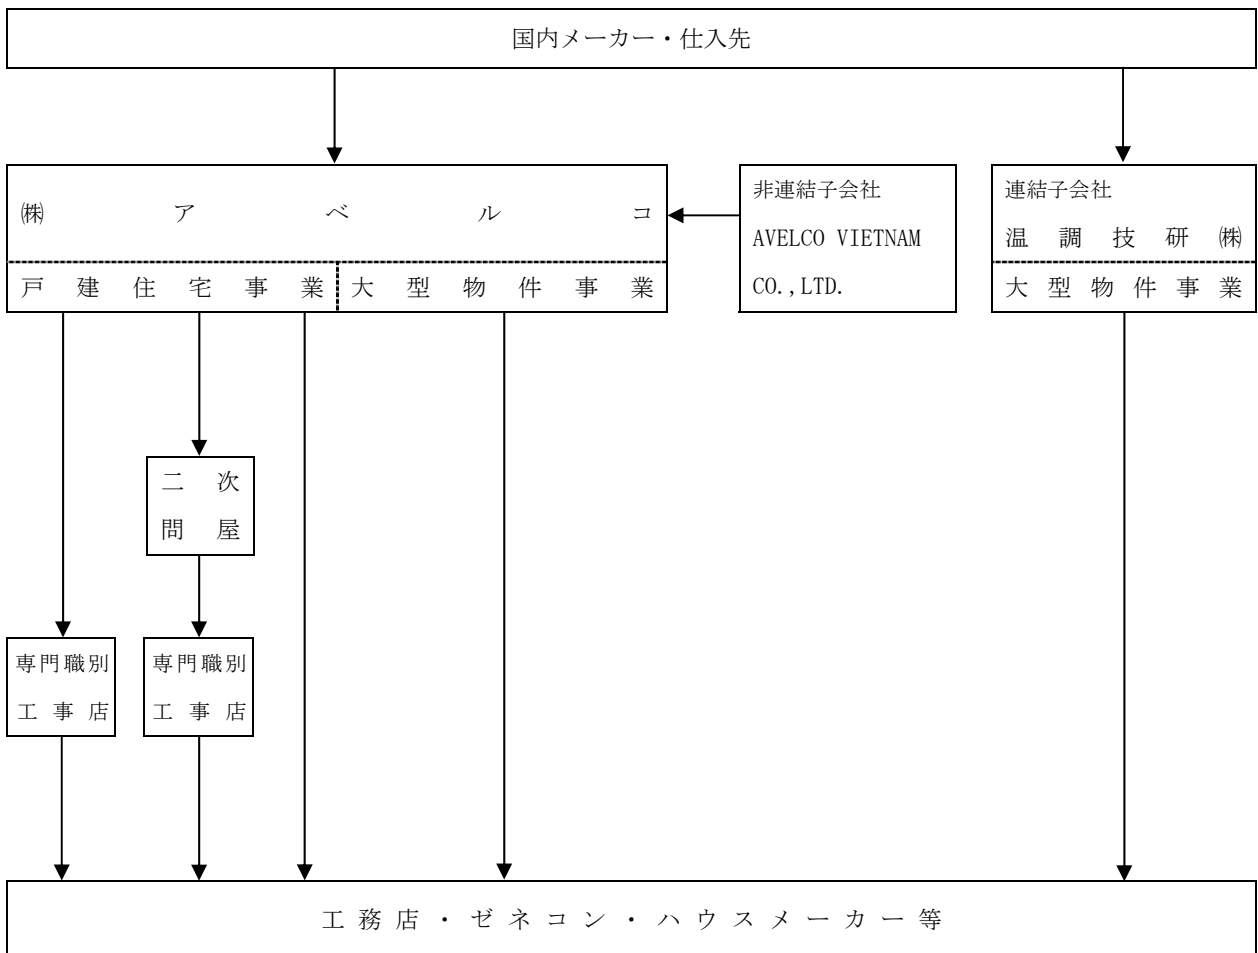 国内メーカー・仕入先
㈱アベルコ
戸建住宅事業
大型物件事業
非連結子会社
AVELCO VIETNAM
CO.,LTD.
連結子会社
温調技研㈱
大型物件事業
二次
問屋
専門職別
工事店
専門職別
工事店
工務店・ゼネコン・ハウスメーカー等